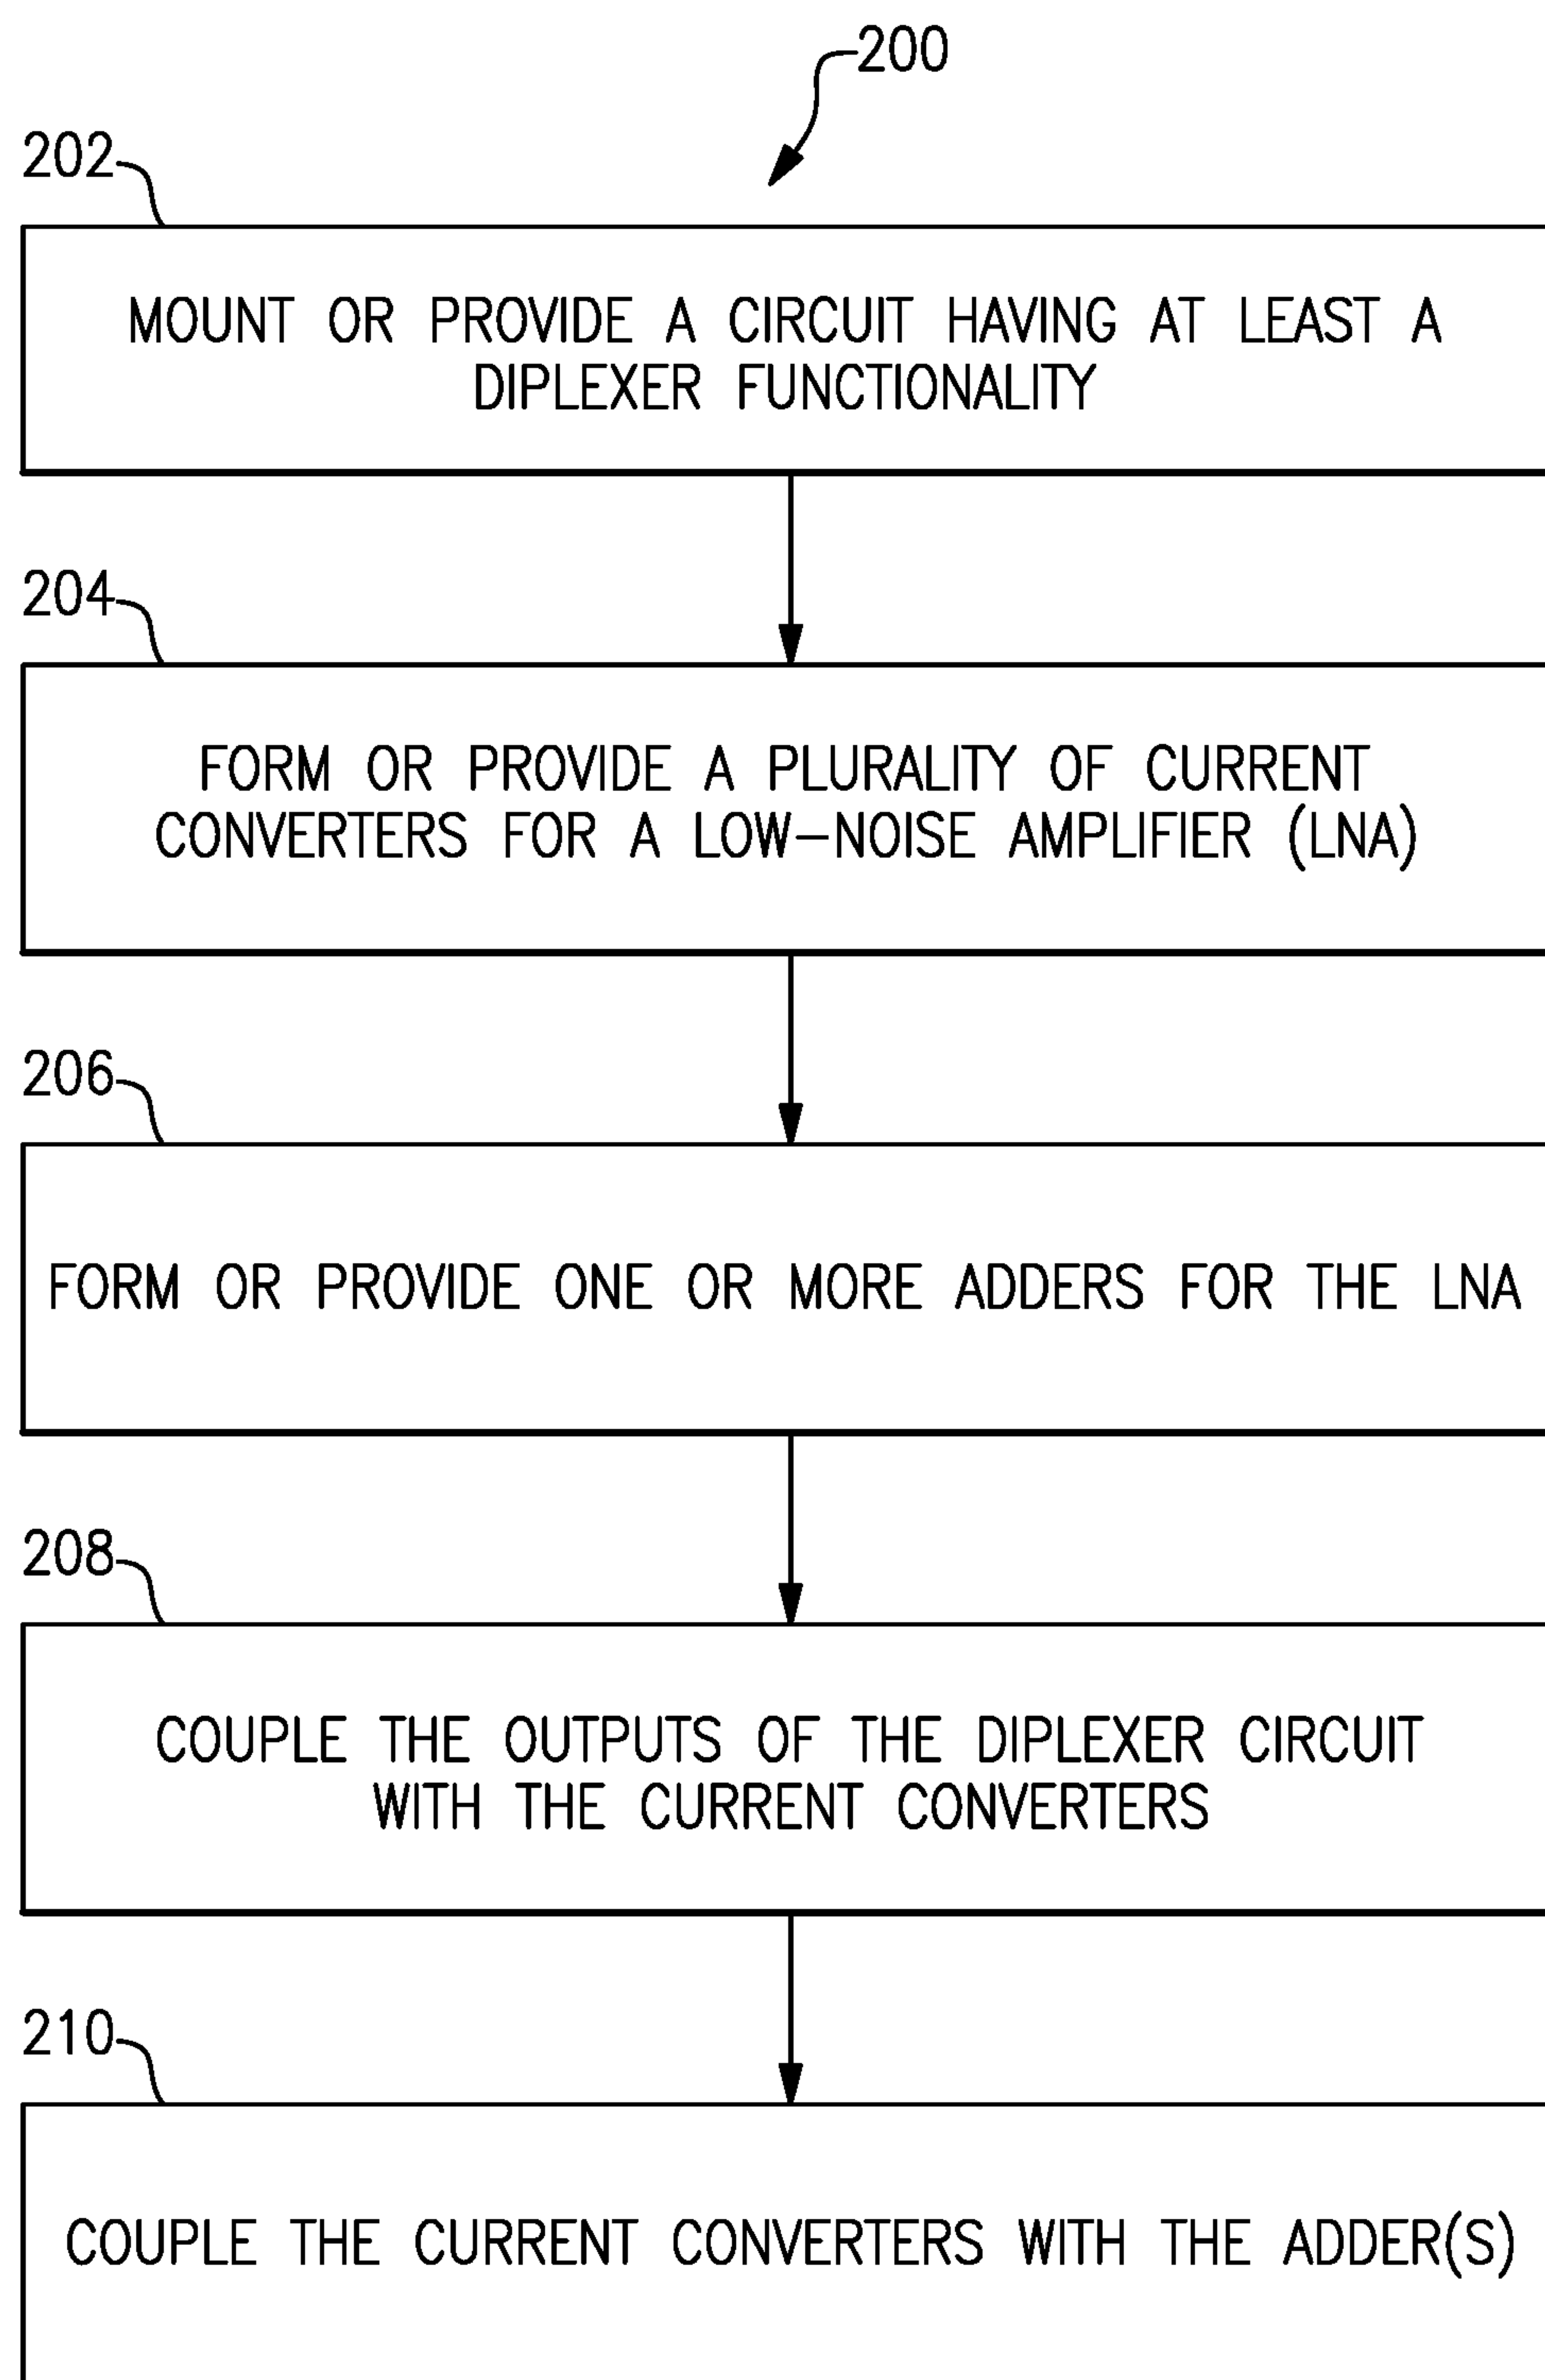 200
202
MOUNT OR PROVIDE A CIRCUIT HAVING AT LEAST A
DIPLEXER FUNCTIONALITY
204
FORM OR PROVIDE A PLURALITY OF CURRENT
CONVERTERS FOR A LOW-NOISE AMPLIFIER (LNA)
206
FORM OR PROVIDE ONE OR MORE ADDERS FOR THE LNA
208
COUPLE THE OUTPUTS OF THE DIPLEXER CIRCUIT
WITH THE CURRENT CONVERTERS
210
COUPLE THE CURRENT CONVERTERS WITH THE ADDER(S)